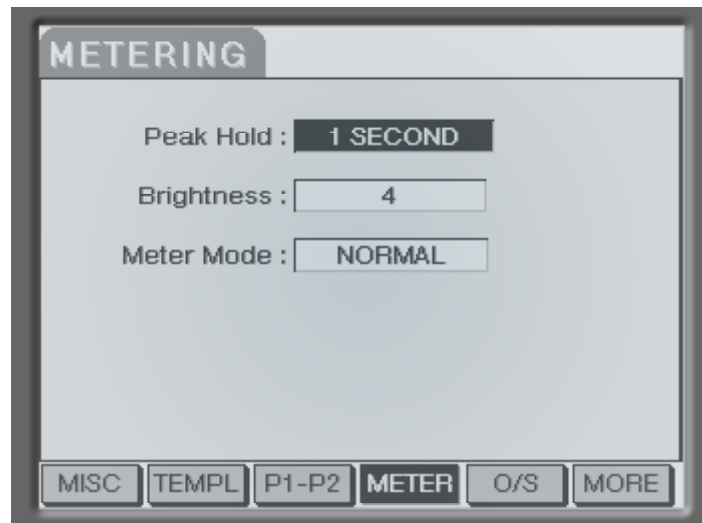 METERING
Peak Hold : 1 SECOND
Brightness : 4
Meter Mode : NORMAL
MISC TEMPL P1-P2 METER O/S MORE